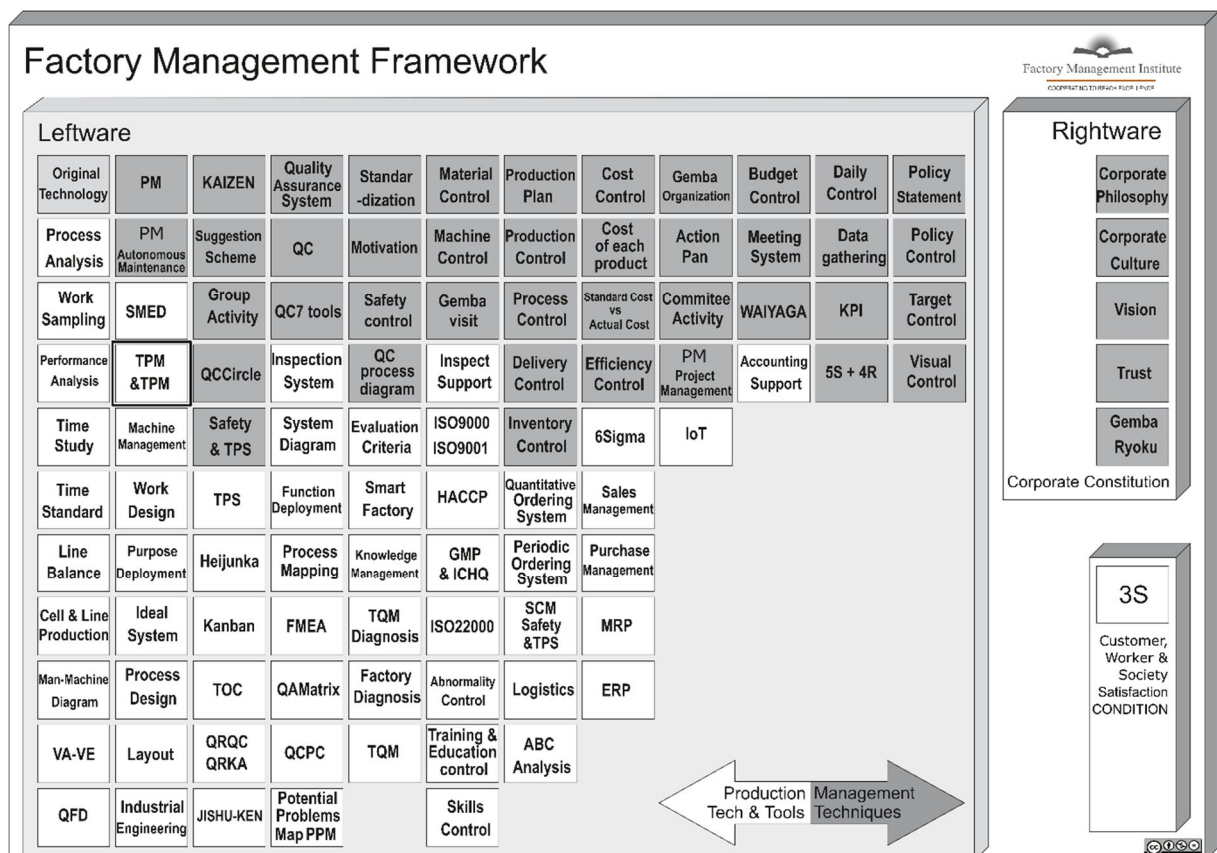 Factory Management Framework
Factory Management Institute
COOPERATING TO REACH EXCELLENCE
Leftware
Original
Technology
PM
KAIZEN
Quality
Assurance
System
Standar
-dization
Material
Control
Production
Plan
Cost
Control
Gemba
Organization
Budget
Control
Daily
Control
Policy
Statement
Process
Analysis
PM
Autonomous
Maintenance
Suggestion
Scheme
QC
Motivation
Machine
Control
Production
Control
Cost
of each
product
Action
Pan
Meeting
System
Data
gathering
Policy
Control
Work
Sampling
SMED
Group
Activity
QC7 tools
Safety
control
Gemba
visit
Process
Control
Standard Cost
vs
Actual Cost
Commitee
Activity
WAIYAGA
KPI
Target
Control
Performance
Analysis
TPM
&TPM
QCCircle
Inspection
System
QC
process
diagram
Inspect
Support
Delivery
Control
Efficiency
Control
PM
Project
Management
Accounting
Support
5S + 4R
Visual
Control
Time
Study
Machine
Management
Safety
& TPS
System
Diagram
Evaluation
Criteria
ISO9000
ISO9001
Inventory
Control
6Sigma
IoT
Time
Standard
Work
Design
TPS
Function
Deployment
Smart
Factory
HACCP
Quantitative
Ordering
System
Sales
Management
Line
Balance
Purpose
Deployment
Heijunka
Process
Mapping
Knowledge
Management
GMP
& ICHQ
Periodic
Ordering
System
Purchase
Management
Cell & Line
Production
Ideal
System
Kanban
FMEA
TQM
Diagnosis
ISO22000
SCM
Safety
&TPS
MRP
Man-Machine
Diagram
Process
Design
TOC
QAMatrix
Factory
Diagnosis
Abnormality
Control
Logistics
ERP
VA-VE
Layout
QRQC
QRKA
QCPC
TQM
Training &
Education
control
ABC
Analysis
QFD
Industrial
Engineering
JISHU-KEN
Potential
Problems
Map PPM
Skills
Control
Production
Tech & Tools
Management
Techniques
Rightware
Corporate
Philosophy
Corporate
Culture
Vision
Trust
Gemba
Ryoku
Corporate Constitution
3S
Customer,
Worker &
Society
Satisfaction
CONDITION